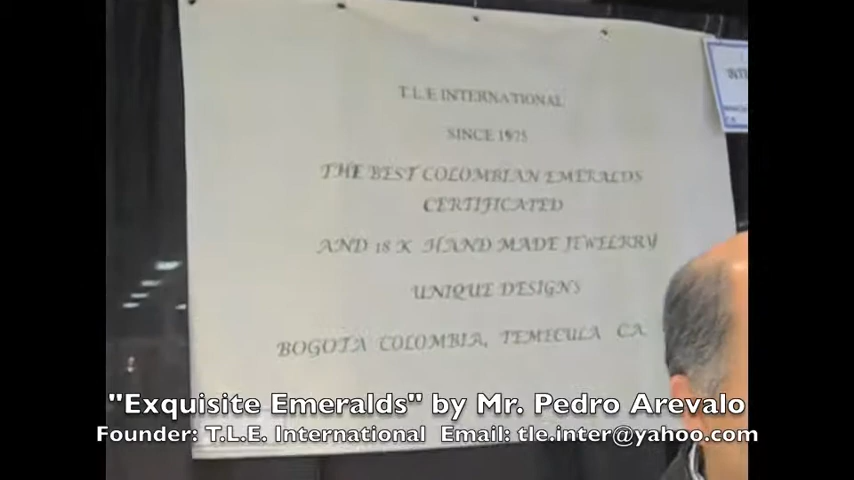 T.L.E INTERNATIONAL
SINCE 1975
THE BEST COLOMBIAN EMERALDS
CERTIFICATED
AND 18 K HAND MADE JEWELRRY
UNIQUE DESIGNS
BOGOTA COLOMBIA, TEMECULA CA
"Exquisite Emeralds" by Mr. Pedro Arevalo
Founder: T.L.E. International Email: tle.inter@yahoo.com